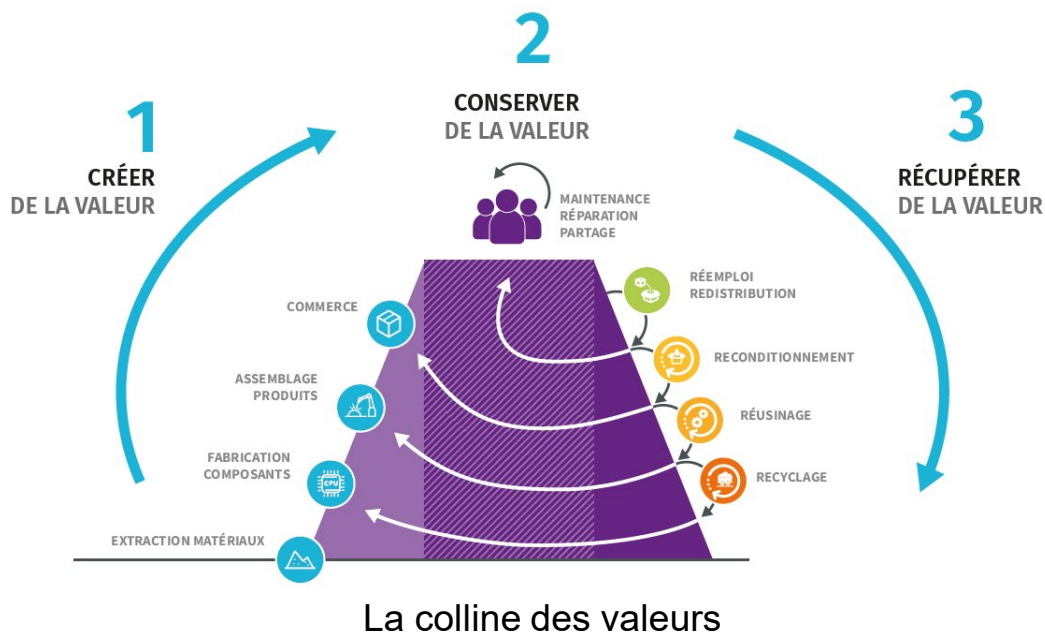 1
CRÉER
DE LA VALEUR
2
CONSERVER
DE LA VALEUR
3
RÉCUPÉRER
DE LA VALEUR
MAINTENANCE
RÉPARATION
PARTAGE
COMMERCE
ASSEMBLAGE
PRODUITS
FABRICATION
COMPOSANTS
CPU
EXTRACTION MATÉRIAUX
RÉEMPLOI
REDISTRIBUTION
RECONDITIONNEMENT
RÉUSINAGE
RECYCLAGE
La colline des valeurs